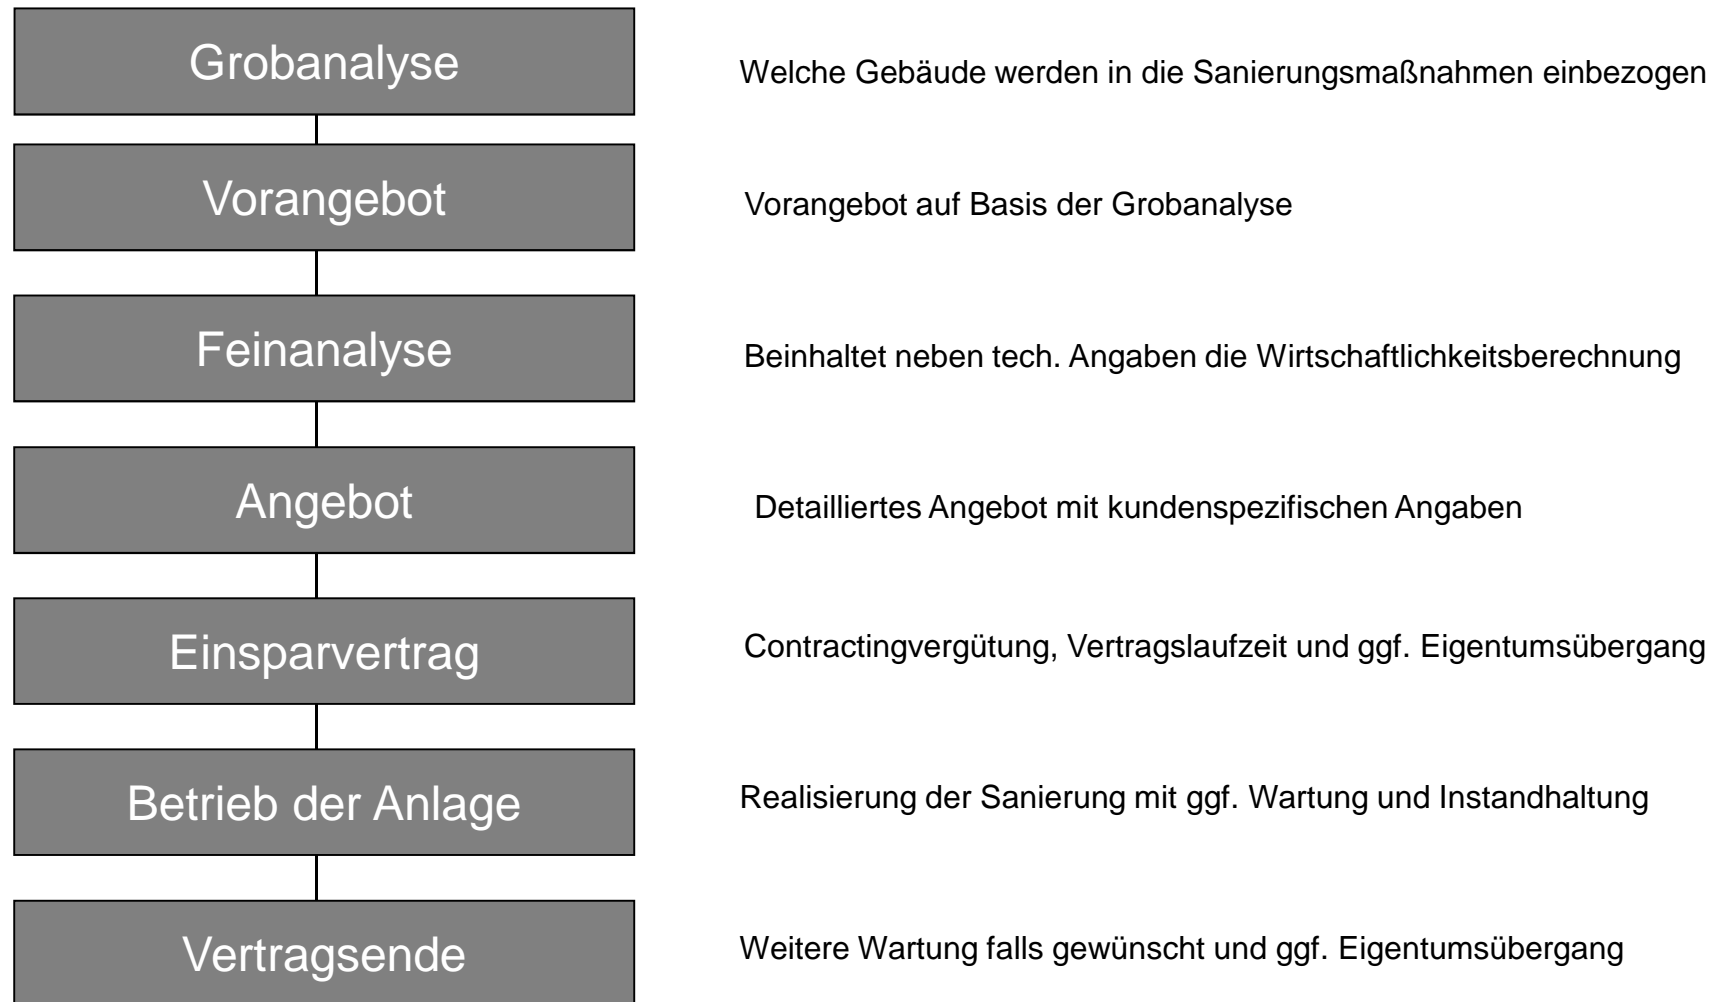 Grobanalyse
Welche Gebäude werden in die Sanierungsmaßnahmen einbezogen
Vorangebot
Vorangebot auf Basis der Grobanalyse
Feinanalyse
Beinhaltet neben tech. Angaben die Wirtschaftlichkeitsberechnung
Angebot
Detailliertes Angebot mit kundenspezifischen Angaben
Einsparvertrag
Contractingvergütung, Vertragslaufzeit und ggf. Eigentumsübergang
Betrieb der Anlage
Realisierung der Sanierung mit ggf. Wartung und Instandhaltung
Vertragsende
Weitere Wartung falls gewünscht und ggf. Eigentumsübergang